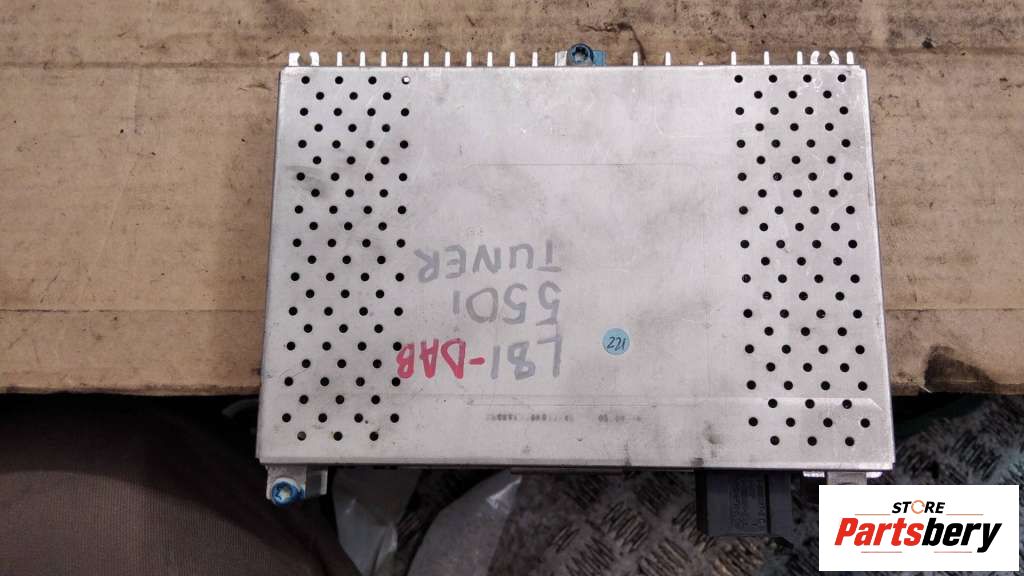 L81-DAB
550i
TUNER
221
STORE
Partsbery